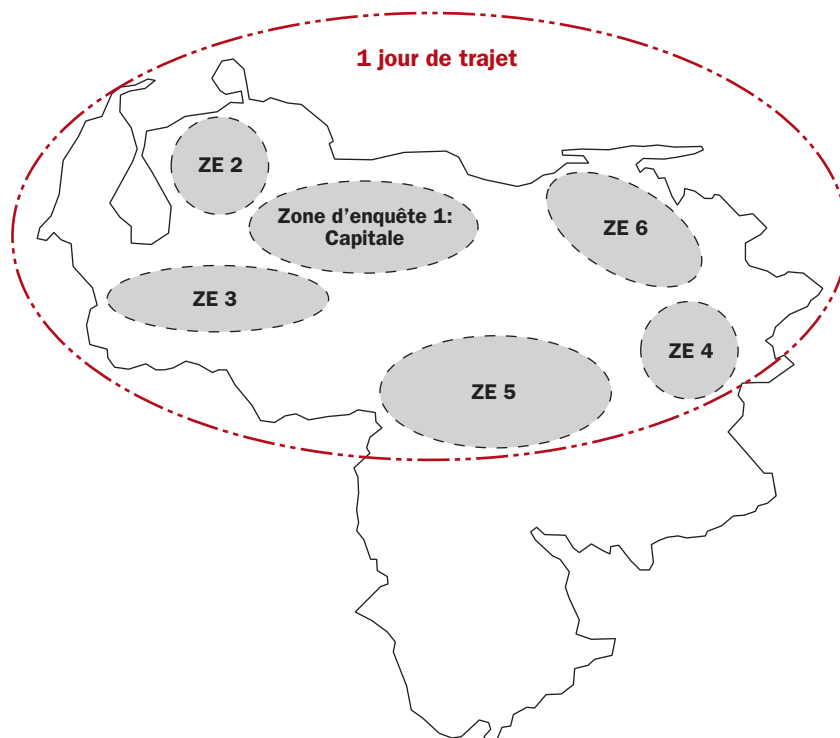 1 jour de trajet
ZE 2
Zone d’enquête 1:
Capitale
ZE 6
ZE 3
ZE 4
ZE 5